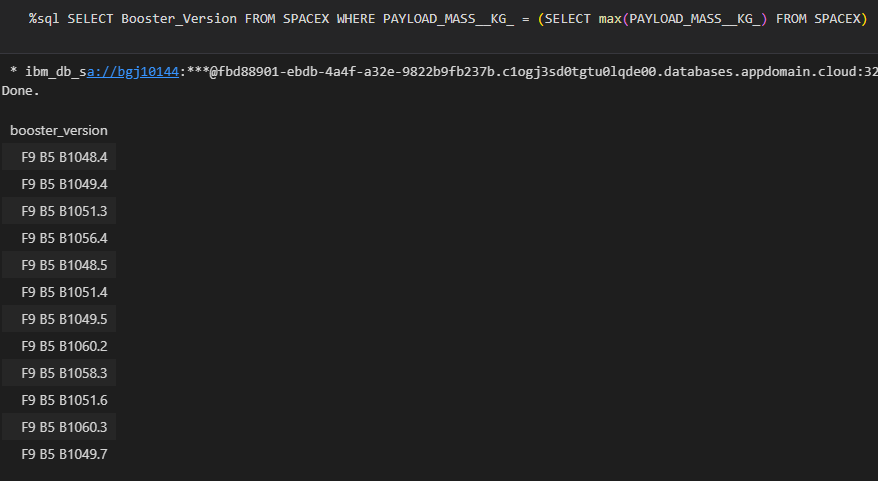 %sql SELECT Booster_Version FROM SPACEX WHERE PAYLOAD_MASS__KG_ = (SELECT max(PAYLOAD_MASS__KG_) FROM SPACEX)
* ibm_db_sa://bgj10144:***@fbd88901-ebdb-4a4f-a32e-9822b9fb237b.c1ogj3sd0tgtu0lqde00.databases.appdomain.cloud:32
Done.
booster_version
F9 B5 B1048.4
F9 B5 B1049.4
F9 B5 B1051.3
F9 B5 B1056.4
F9 B5 B1048.5
F9 B5 B1051.4
F9 B5 B1049.5
F9 B5 B1060.2
F9 B5 B1058.3
F9 B5 B1051.6
F9 B5 B1060.3
F9 B5 B1049.7